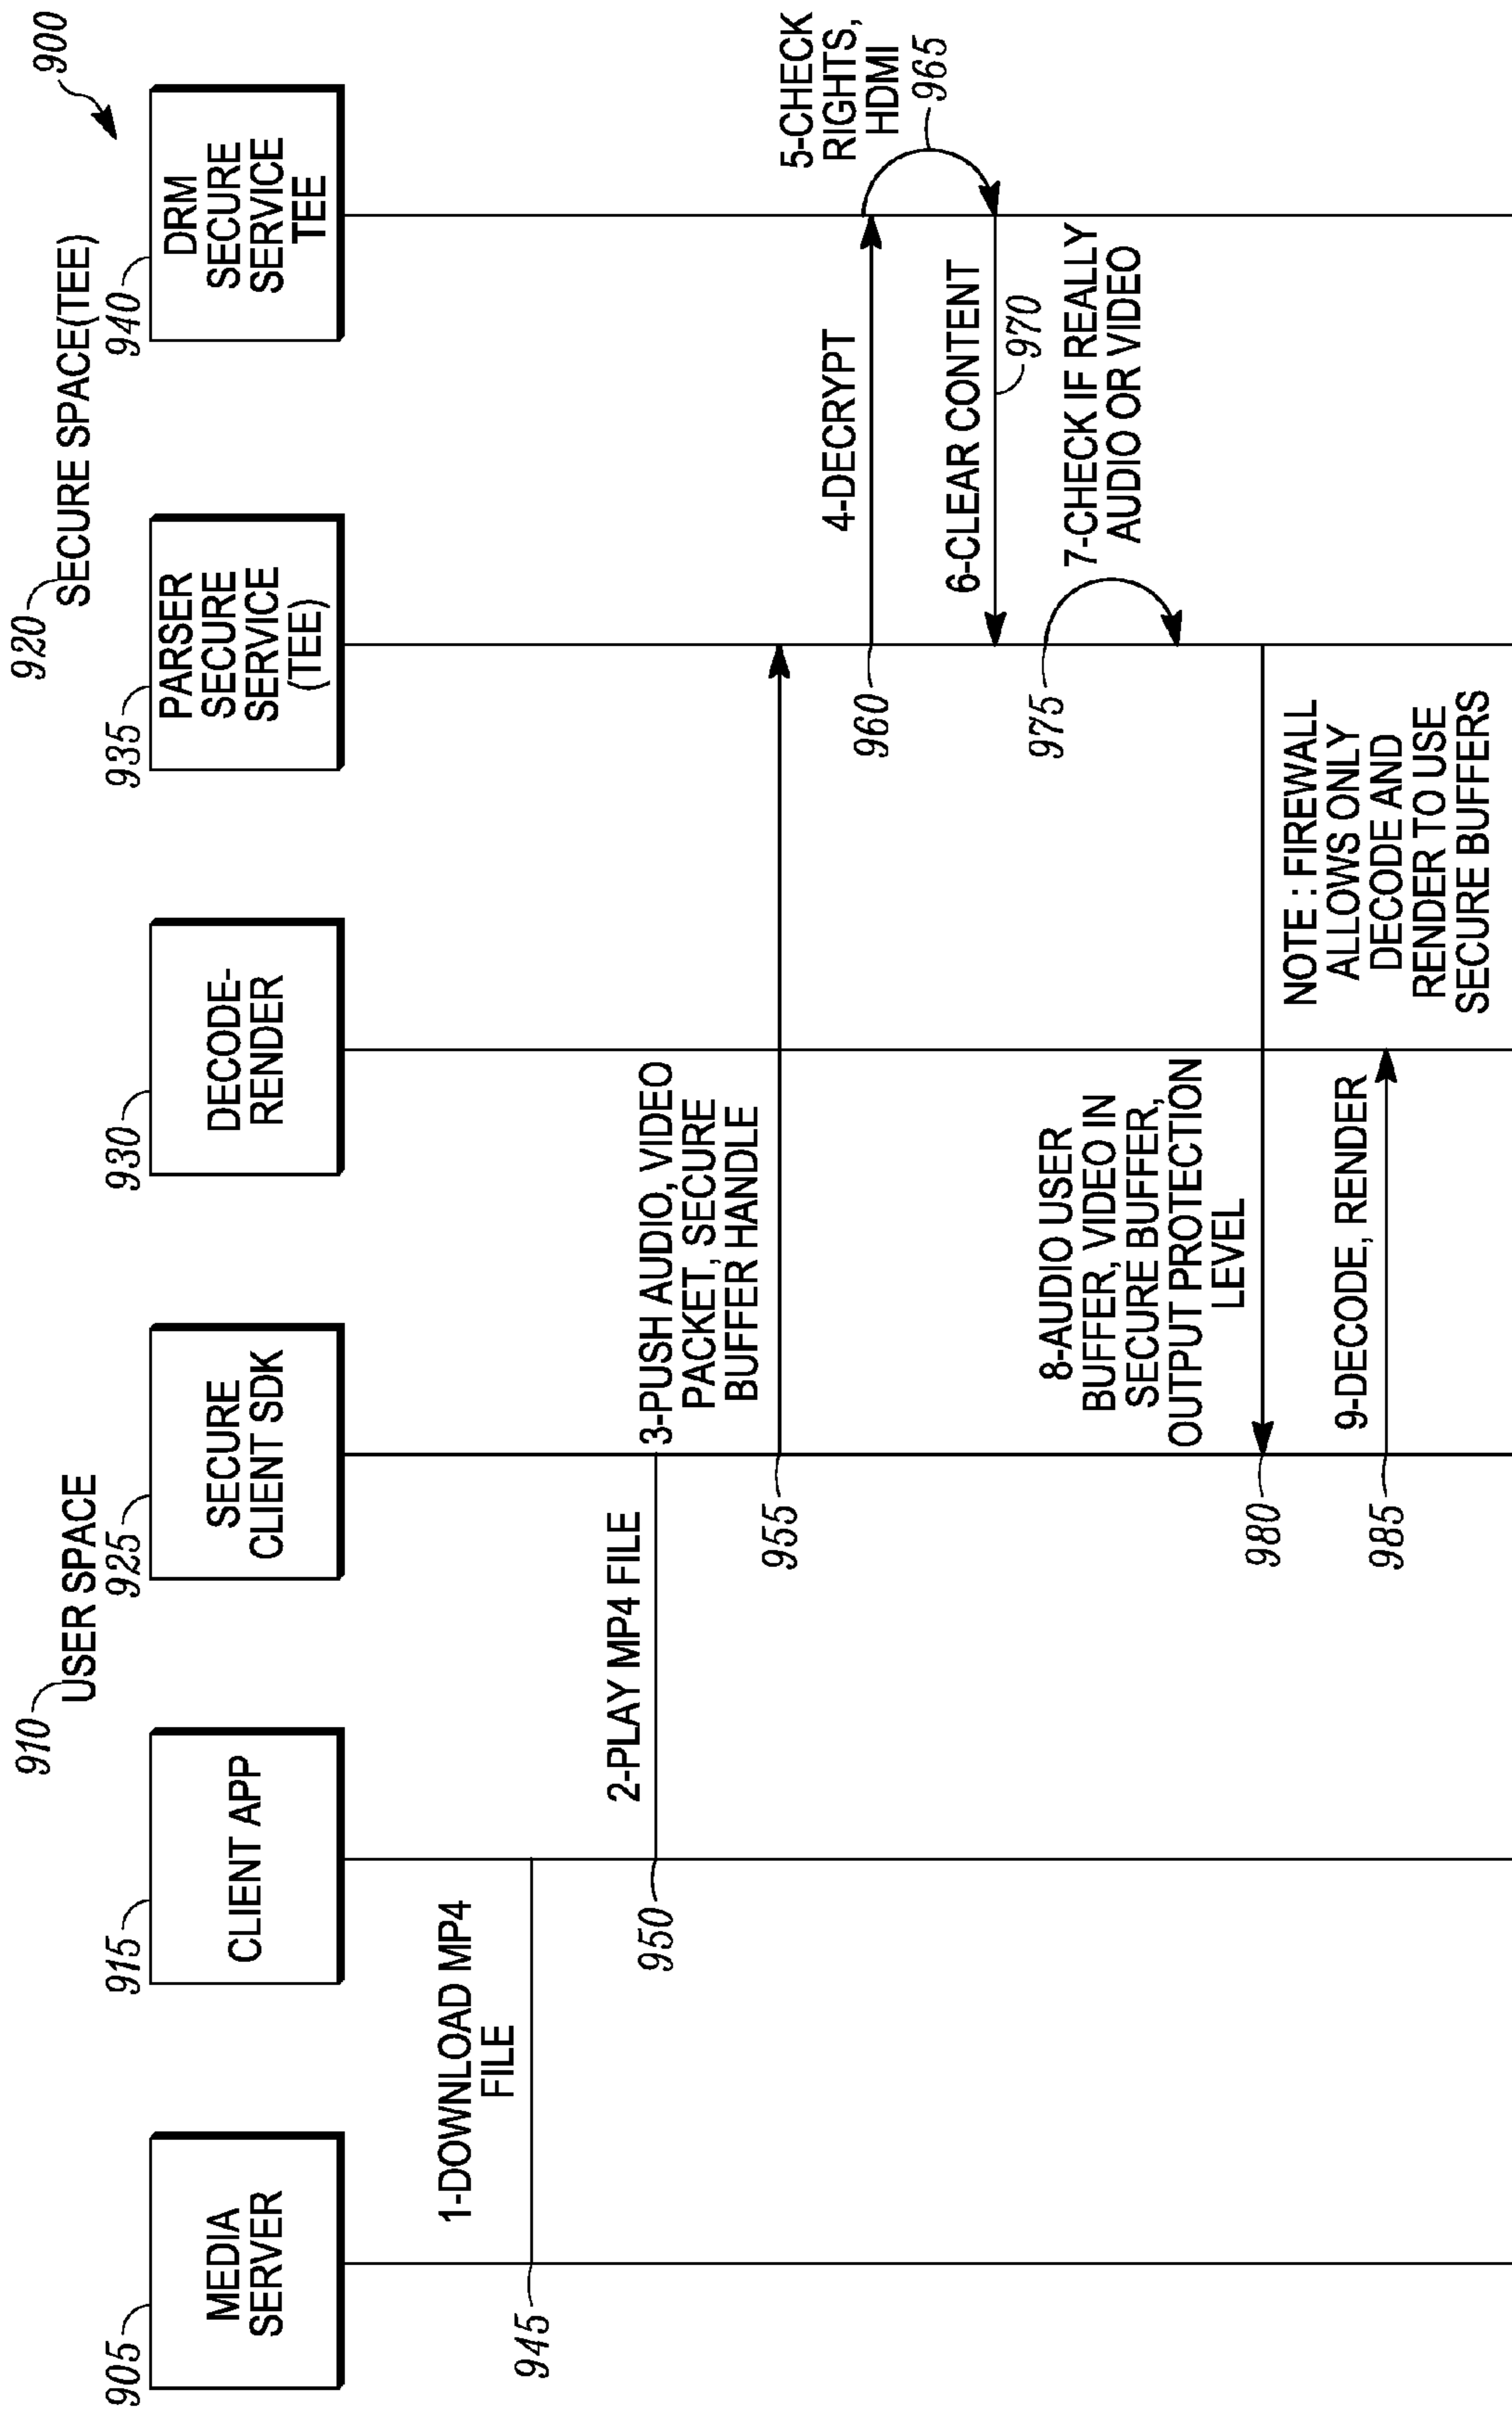 900
910
USER SPACE
920
SECURE SPACE(TEE)
905
MEDIA
SERVER
915
CLIENT APP
925
SECURE
CLIENT SDK
930
DECODE-
RENDER
935
PARSER
SECURE
SERVICE
(TEE)
940
DRM
SECURE
SERVICE
TEE
1-DOWNLOAD MP4
FILE
945
2-PLAY MP4 FILE
950
3-PUSH AUDIO, VIDEO
PACKET, SECURE
BUFFER HANDLE
955
4-DECRYPT
960
5-CHECK
RIGHTS,
HDMI
965
6-CLEAR CONTENT
970
7-CHECK IF REALLY
AUDIO OR VIDEO
975
8-AUDIO USER
BUFFER, VIDEO IN
SECURE BUFFER,
OUTPUT PROTECTION
LEVEL
980
NOTE : FIREWALL
ALLOWS ONLY
DECODE AND
RENDER TO USE
SECURE BUFFERS
9-DECODE, RENDER
985